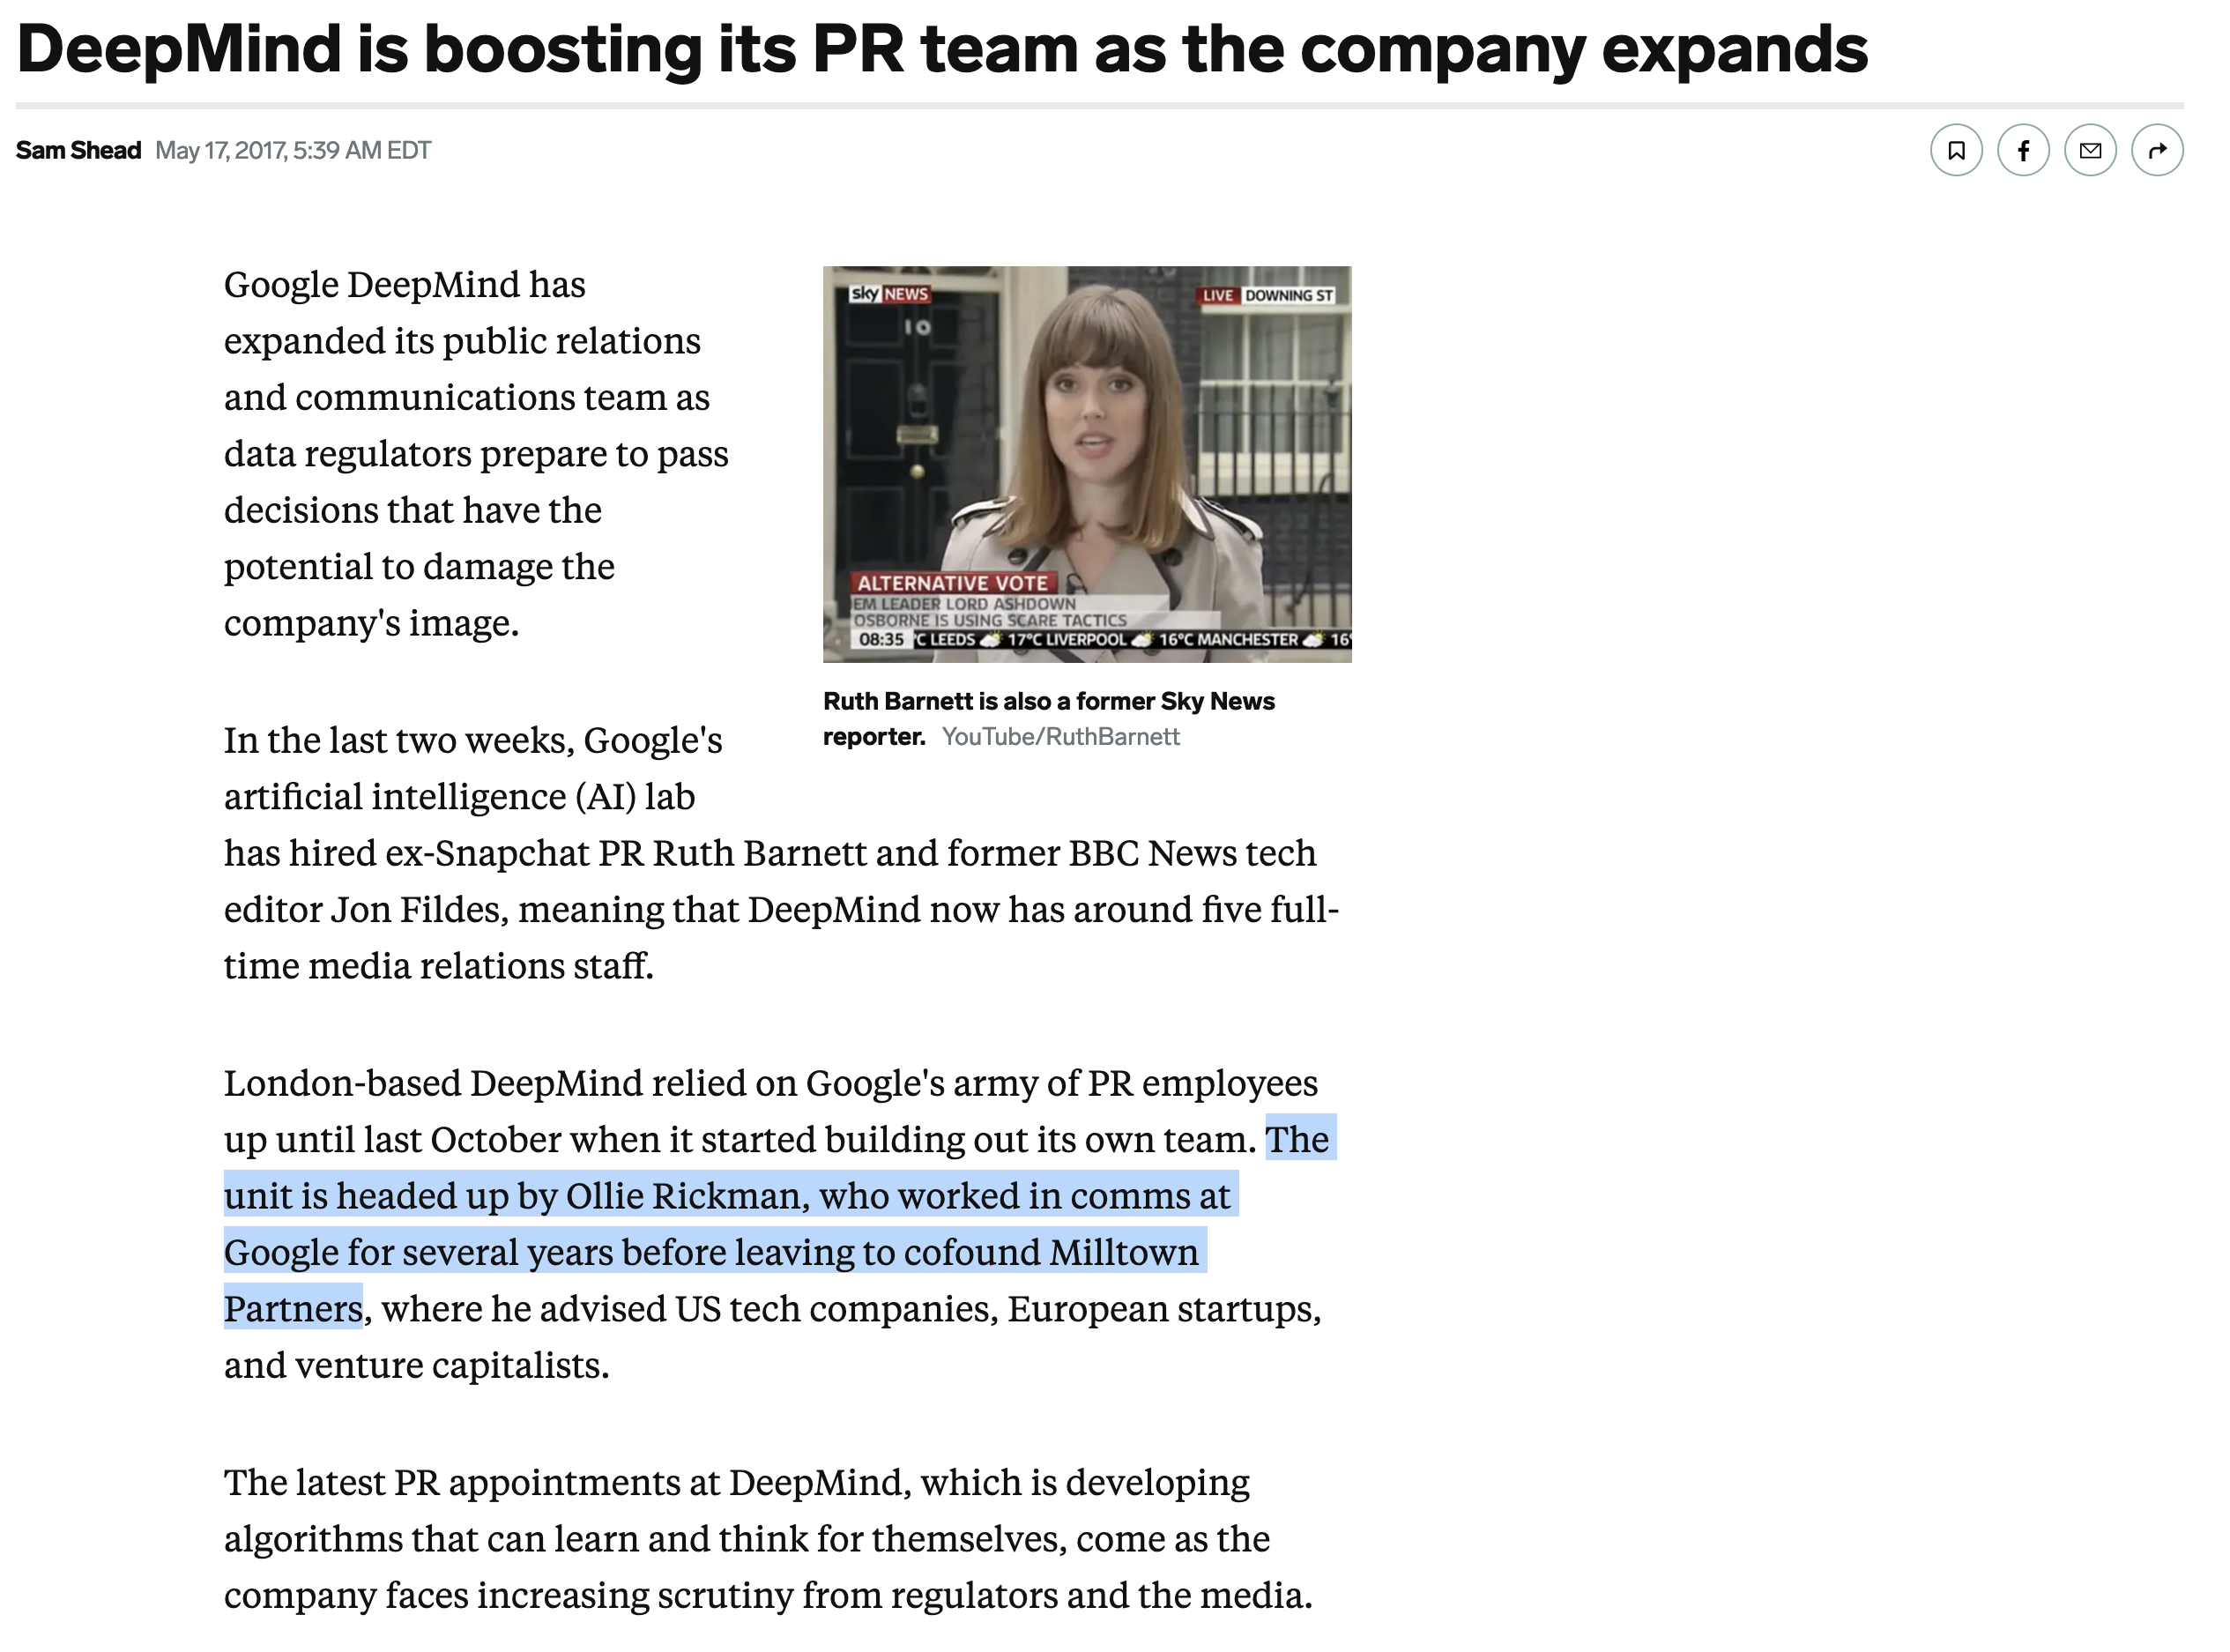 DeepMind is boosting its PR team as the company expands
Sam Shead May 17, 2017, 5:39 AM EDT
Google DeepMind has
expanded its public relations
and communications team as
data regulators prepare to pass
decisions that have the
potential to damage the
company's image.
sky NEWS
LIVE DOWNING ST
10
ALTERNATIVE VOTE
EM LEADER LORD ASHDOWN
OSBORNE IS USING SCARE TACTICS
08:35 °C LEEDS 17°C LIVERPOOL 16°C MANCHESTER 16°
Ruth Barnett is also a former Sky News
reporter. YouTube/RuthBarnett
In the last two weeks, Google's
artificial intelligence (AI) lab
has hired ex-Snapchat PR Ruth Barnett and former BBC News tech
editor Jon Fildes, meaning that DeepMind now has around five full-
time media relations staff.
London-based DeepMind relied on Google's army of PR employees
up until last October when it started building out its own team. The
unit is headed up by Ollie Rickman, who worked in comms at
Google for several years before leaving to cofound Milltown
Partners, where he advised US tech companies, European startups,
and venture capitalists.
The latest PR appointments at DeepMind, which is developing
algorithms that can learn and think for themselves, come as the
company faces increasing scrutiny from regulators and the media.